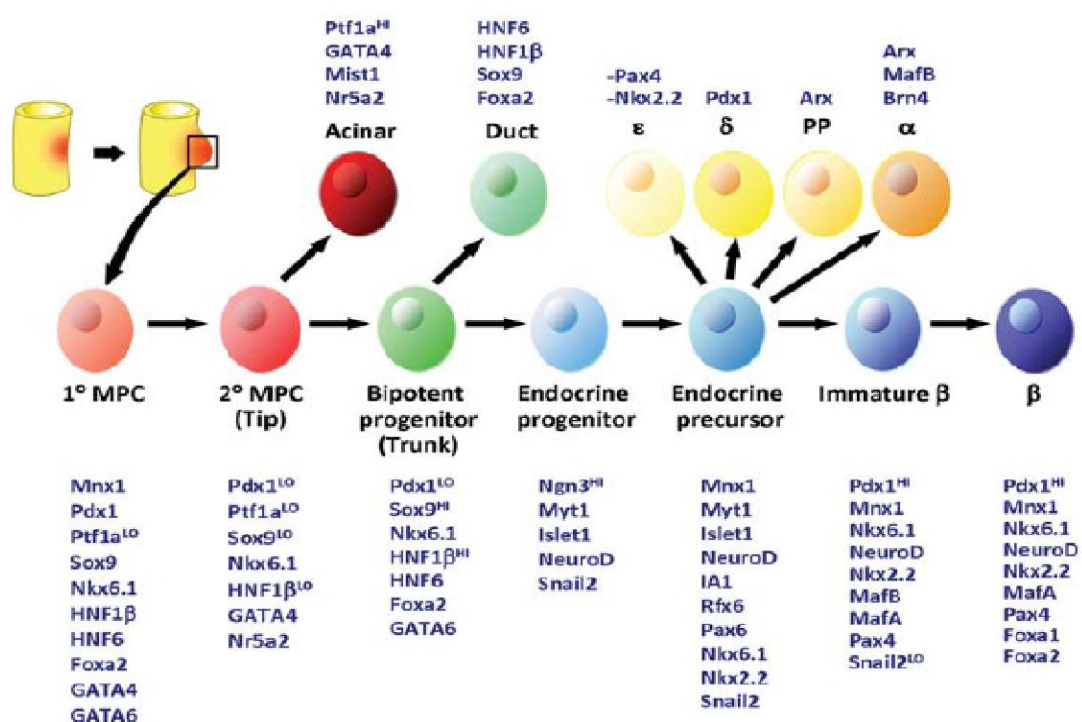 Ptf1aᴴᴵ
GATA4
Mist1
Nr5a2
Acinar
HNF6
HNF1β
Sox9
Foxa2
Duct
-Pax4
-Nkx2.2
ε
Pdx1
δ
Arx
PP
Arx
MafB
Brn4
α
1° MPC
2° MPC
(Tip)
Bipotent
progenitor
(Trunk)
Endocrine
progenitor
Endocrine
precursor
Immature β
β
Mnx1
Pdx1
Ptf1aᴸᴼ
Sox9
Nkx6.1
HNF1β
HNF6
Foxa2
GATA4
GATA6
Pdx1ᴸᴼ
Ptf1aᴸᴼ
Sox9ᴸᴼ
Nkx6.1
HNF1βᴸᴼ
GATA4
Nr5a2
Pdx1ᴸᴼ
Sox9ᴴᴵ
Nkx6.1
HNF1βᴴᴵ
HNF6
Foxa2
GATA6
Ngn3ᴴᴵ
Myt1
Islet1
NeuroD
Snail2
Mnx1
Myt1
Islet1
NeuroD
IA1
Rfx6
Pax6
Nkx6.1
Nkx2.2
Snail2
Pdx1ᴴᴵ
Mnx1
Nkx6.1
NeuroD
Nkx2.2
MafB
MafA
Pax4
Snail2ᴸᴼ
Pdx1ᴴᴵ
Mnx1
Nkx6.1
NeuroD
Nkx2.2
MafA
Pax4
Foxa1
Foxa2